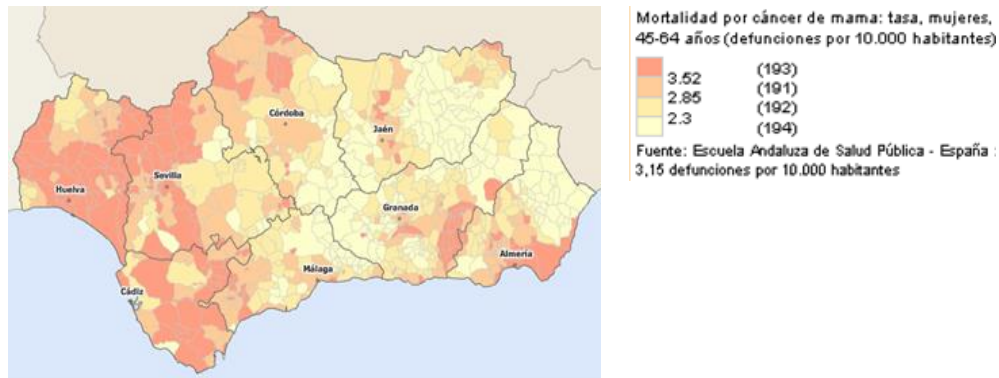 Córdoba
Jaén
Sevilla
Huelva
Granada
Almería
Málaga
Cádiz
Mortalidad por cáncer de mama: tasa, mujeres,
45-64 años (defunciones por 10.000 habitantes)
(193)
3.52
(191)
2.85
(192)
2.3
(194)
Fuente: Escuela Andaluza de Salud Pública - España :
3,15 defunciones por 10.000 habitantes